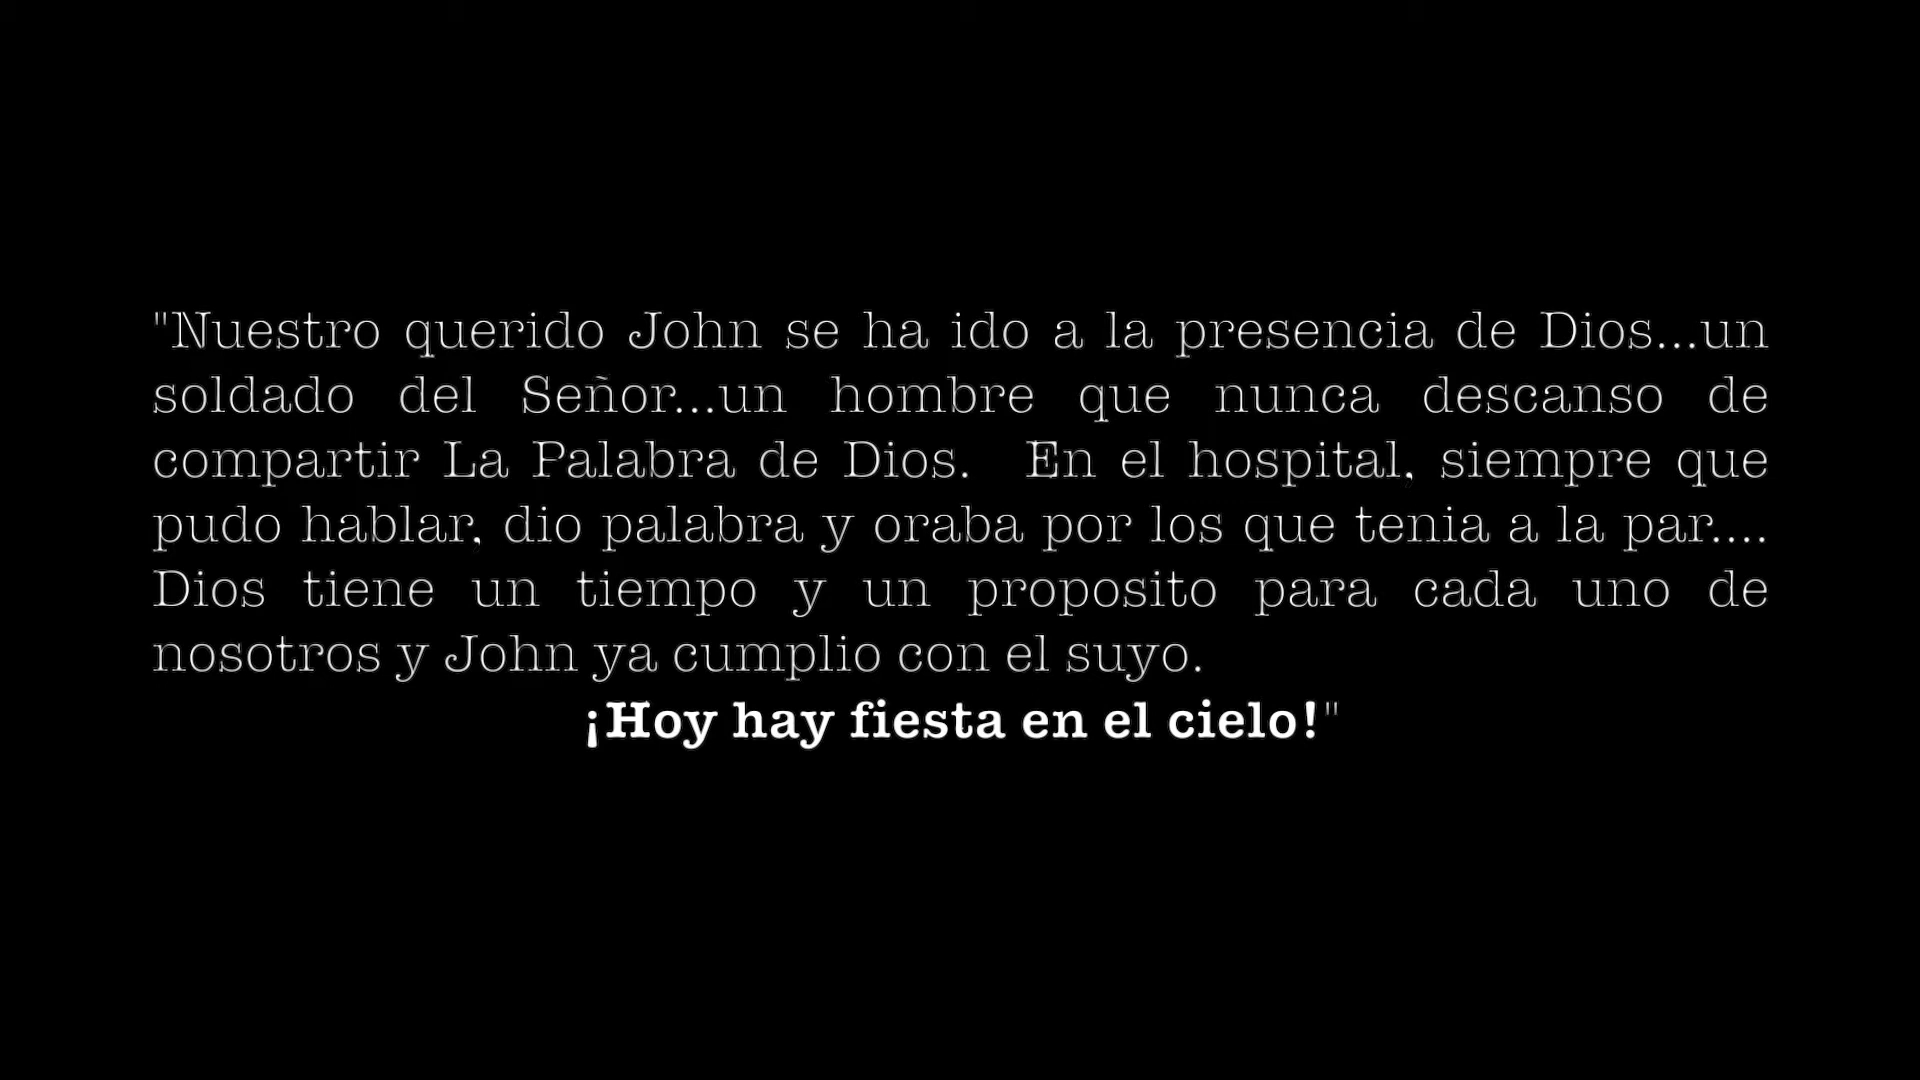 "Nuestro querido John se ha ido a la presencia de Dios...un
soldado del Señor...un hombre que nunca descanso de
compartir La Palabra de Dios.  En el hospital, siempre que
pudo hablar, dio palabra y oraba por los que tenia a la par....
Dios tiene un tiempo y un proposito para cada uno de
nosotros y John ya cumplio con el suyo.
¡Hoy hay fiesta en el cielo!"